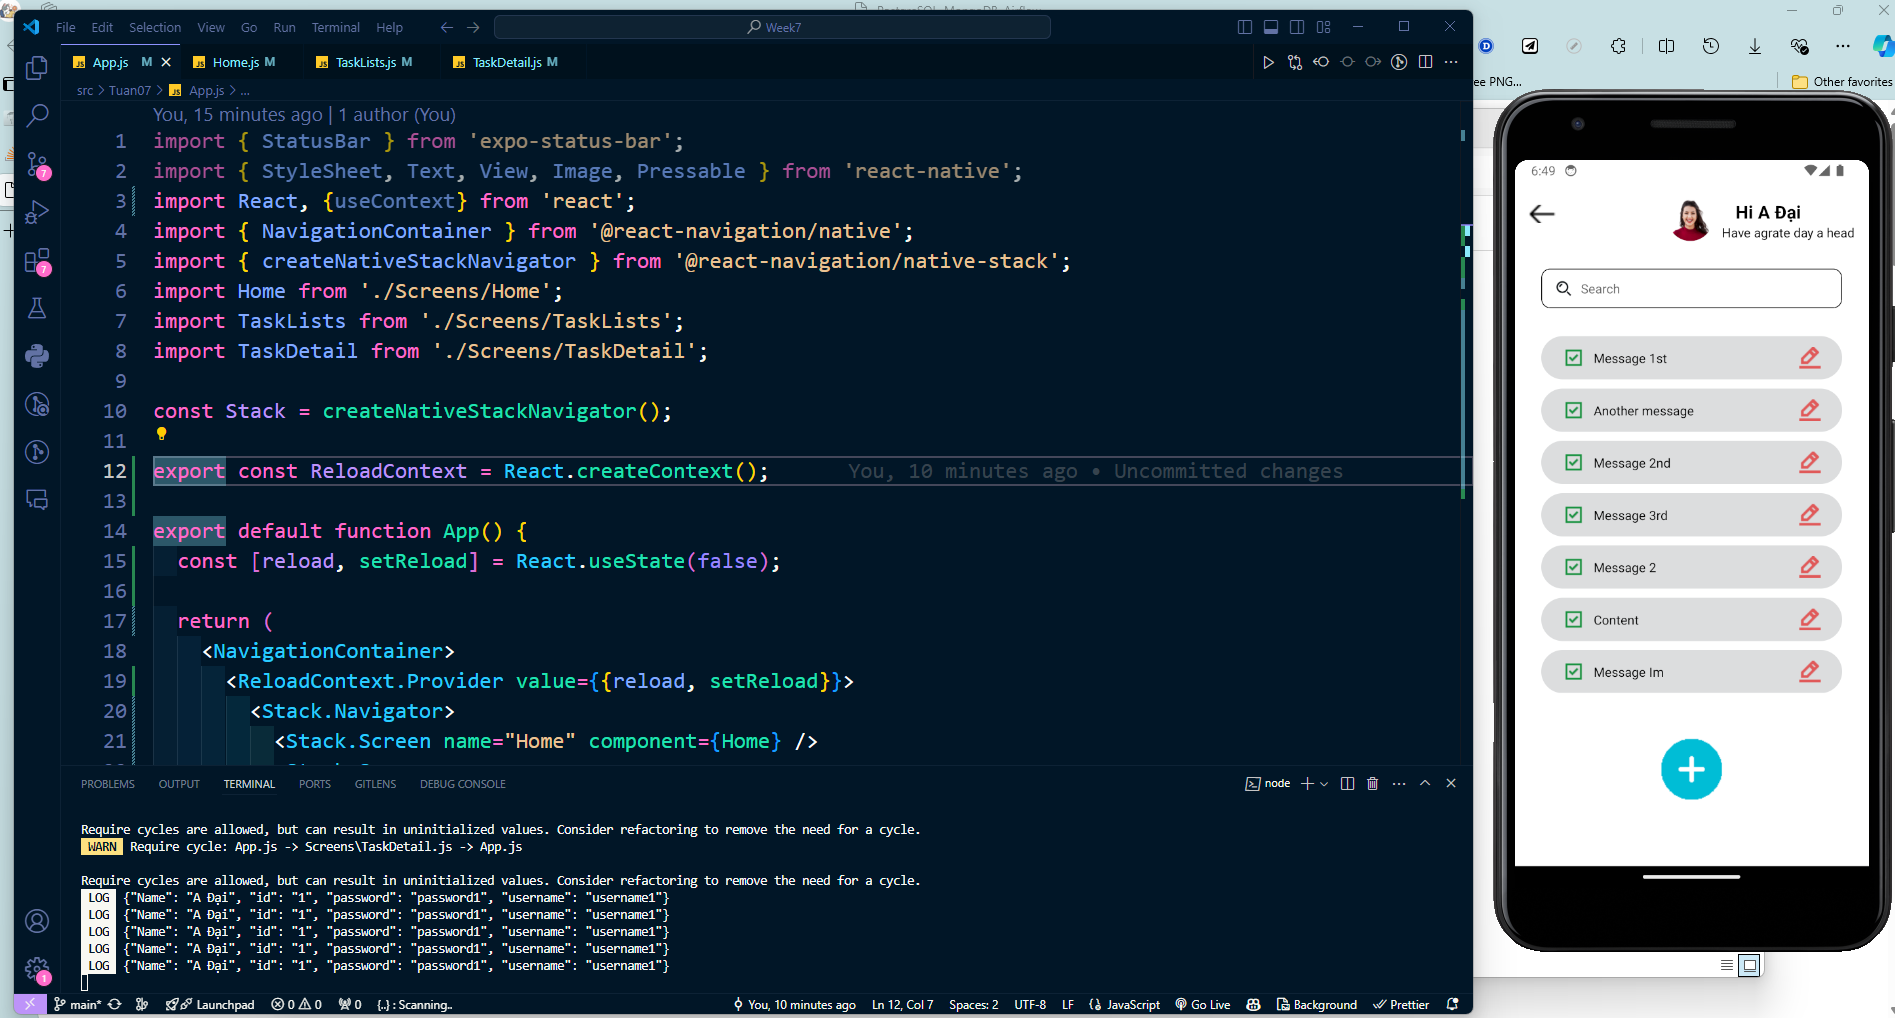 File Edit Selection View Go Run Terminal Help
Week7
App.js M
Home.js M
TaskLists.js M
TaskDetail.js M
src > Tuan07 > App.js > ...
You, 15 minutes ago | 1 author (You)
1 import { StatusBar } from 'expo-status-bar';
2 import { StyleSheet, Text, View, Image, Pressable } from 'react-native';
3 import React, {useContext} from 'react';
4 import { NavigationContainer } from '@react-navigation/native';
5 import { createNativeStackNavigator } from '@react-navigation/native-stack';
6 import Home from './Screens/Home';
7 import TaskLists from './Screens/TaskLists';
8 import TaskDetail from './Screens/TaskDetail';
9
10 const Stack = createNativeStackNavigator();
11
12 export const ReloadContext = React.createContext(); You, 10 minutes ago • Uncommitted changes
13
14 export default function App() {
15 const [reload, setReload] = React.useState(false);
16
17 return (
18 <NavigationContainer>
19 <ReloadContext.Provider value={{reload, setReload}}>
20 <Stack.Navigator>
21 <Stack.Screen name="Home" component={Home} />
PROBLEMS OUTPUT TERMINAL PORTS GITLENS DEBUG CONSOLE
node
Require cycles are allowed, but can result in uninitialized values. Consider refactoring to remove the need for a cycle.
WARN Require cycle: App.js -> Screens\TaskDetail.js -> App.js
Require cycles are allowed, but can result in uninitialized values. Consider refactoring to remove the need for a cycle.
LOG {"Name": "A Đại", "id": "1", "password": "password1", "username": "username1"}
LOG {"Name": "A Đại", "id": "1", "password": "password1", "username": "username1"}
LOG {"Name": "A Đại", "id": "1", "password": "password1", "username": "username1"}
LOG {"Name": "A Đại", "id": "1", "password": "password1", "username": "username1"}
LOG {"Name": "A Đại", "id": "1", "password": "password1", "username": "username1"}
main* Launchpad 0 0 0 {..} : Scanning..
You, 10 minutes ago Ln 12, Col 7 Spaces: 2 UTF-8 LF JavaScript Go Live Background Prettier
7
7
1
ee PNG...
Other favorites
6:49
Hi A Đại
Have agrate day a head
Search
Message 1st
Another message
Message 2nd
Message 3rd
Message 2
Content
Message Im